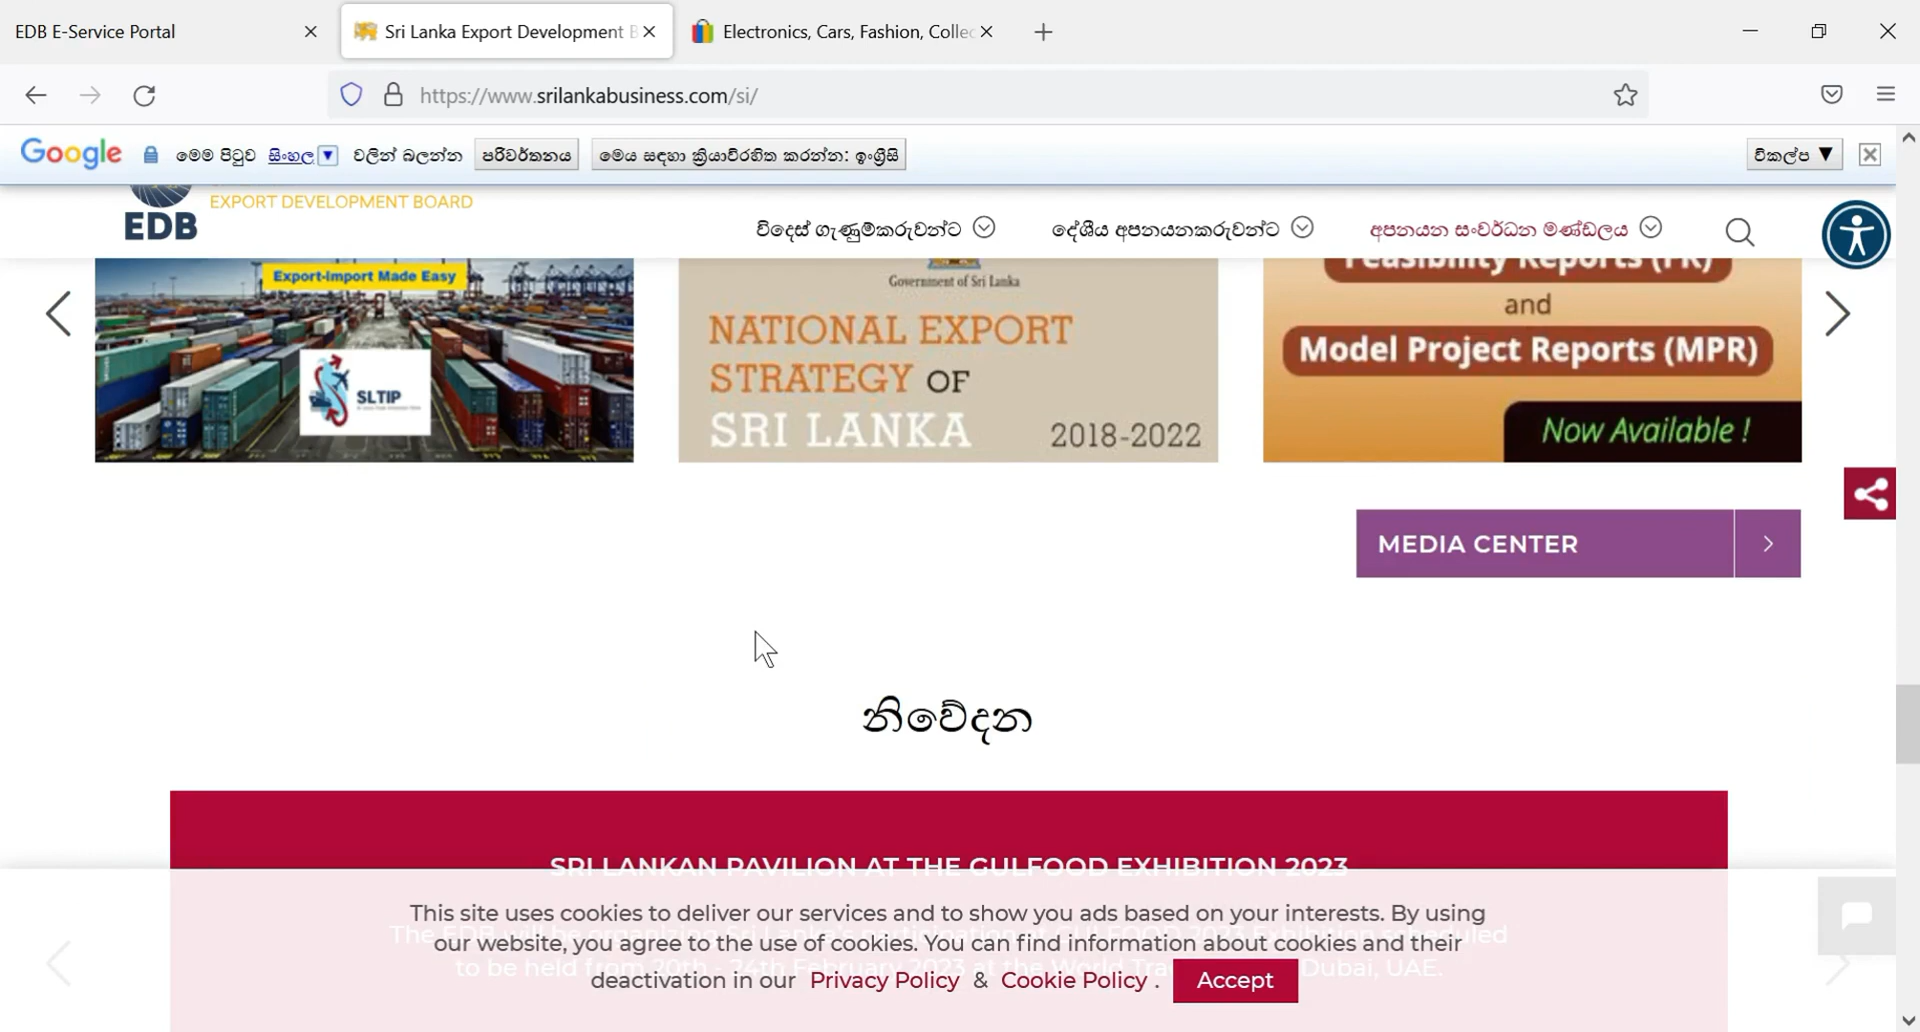 EDB E-Service Portal
Sri Lanka Export Development B
Electronics, Cars, Fashion, Collec
https://www.srilankabusiness.com/si/
Google
මෙම පිටුව සිංහල වලින් බලන්න
පරිවර්තනය
මෙය සඳහා ක්‍රියාවිරහිත කරන්න: ඉංග්‍රීසි
විකල්ප ▼
EXPORT DEVELOPMENT BOARD
EDB
විදෙස් ගැණුම්කරුවන්ට
දේශීය අපනයනකරුවන්ට
අපනයන සංවර්ධන මණ්ඩලය
Export-Import Made Easy
SLTIP
Government of Sri Lanka
NATIONAL EXPORT
STRATEGY OF
SRI LANKA
2018-2022
Feasibility Reports (FR)
and
Model Project Reports (MPR)
Now Available !
MEDIA CENTER
නිවේදන
SRI LANKAN PAVILION AT THE GULFOOD EXHIBITION 2023
The EDB will be organizing Sri Lanka's participation at GULFOOD 2023 Exhibition scheduled
to be held from 20th - 24th February 2023 at the World Tra Dubai, UAE.
This site uses cookies to deliver our services and to show you ads based on your interests. By using
our website, you agree to the use of cookies. You can find information about cookies and their
deactivation in our Privacy Policy & Cookie Policy .
Accept